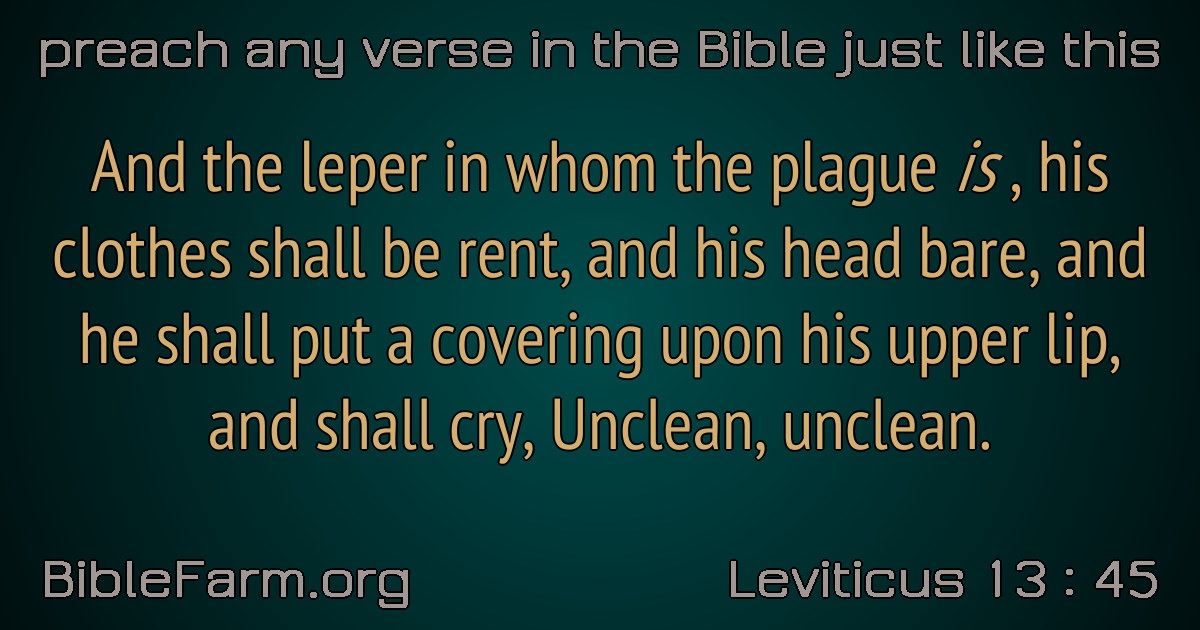 preach any verse in the Bible just like this
And the leper in whom the plague is , his
clothes shall be rent, and his head bare, and
he shall put a covering upon his upper lip,
and shall cry, Unclean, unclean.
BibleFarm.org
Leviticus 13 : 45